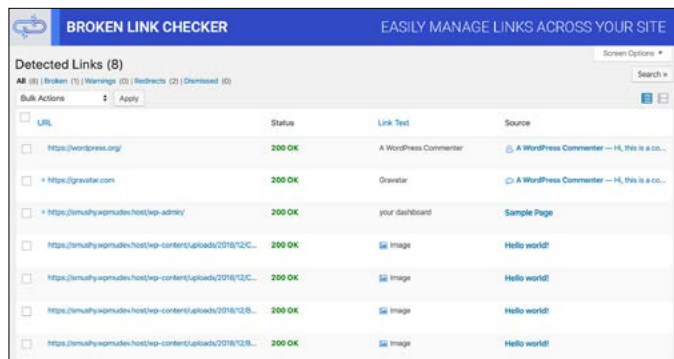 BROKEN LINK CHECKER EASILY MANAGE LINKS ACROSS YOUR SITE
Screen Options
Detected Links (8)
Search »
All (8) | Broken (1) | Warnings (0) | Redirects (2) | Dismissed (0)
Bulk Actions Apply
URL Status Link Text Source
https://wordpress.org/ 200 OK A WordPress Commenter A WordPress Commenter — Hi, this is a co...
https://gravatar.com 200 OK Gravatar A WordPress Commenter — Hi, this is a co...
https://smushy.wpmudev.host/wp-admin/ 200 OK your dashboard Sample Page
https://smushy.wpmudev.host/wp-content/uploads/2018/12/C... 200 OK Image Hello world!
https://smushy.wpmudev.host/wp-content/uploads/2018/12/C... 200 OK Image Hello world!
https://smushy.wpmudev.host/wp-content/uploads/2018/12/B... 200 OK Image Hello world!
https://smushy.wpmudev.host/wp-content/uploads/2018/12/B... 200 OK Image Hello world!